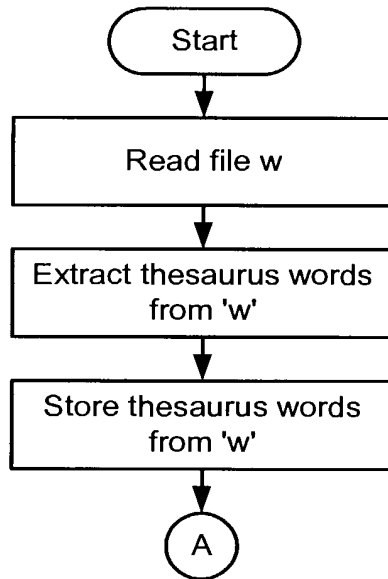 Start
Read file w
Extract thesaurus words
from 'w'
Store thesaurus words
from 'w'
A